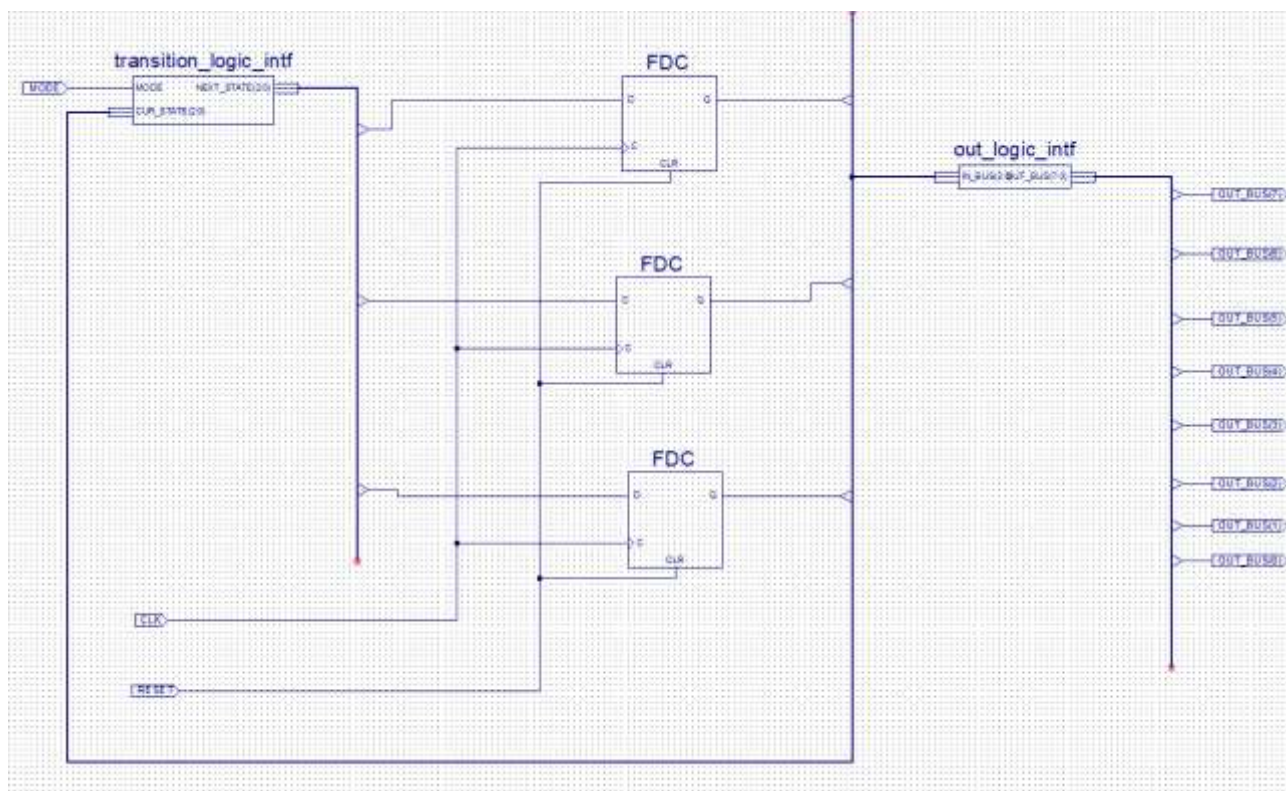 transition_logic_intf
MODE
MODE
NEXT_STATE(2:0)
CUR_STATE(2:0)
FDC
D
Q
C
CLR
out_logic_intf
IN_BUS(2:0)
OUT_BUS(7:0)
OUT_BUS(7)
OUT_BUS(6)
OUT_BUS(5)
OUT_BUS(4)
OUT_BUS(3)
OUT_BUS(2)
OUT_BUS(1)
OUT_BUS(0)
FDC
D
Q
C
CLR
FDC
D
Q
C
CLR
CLK
RESET